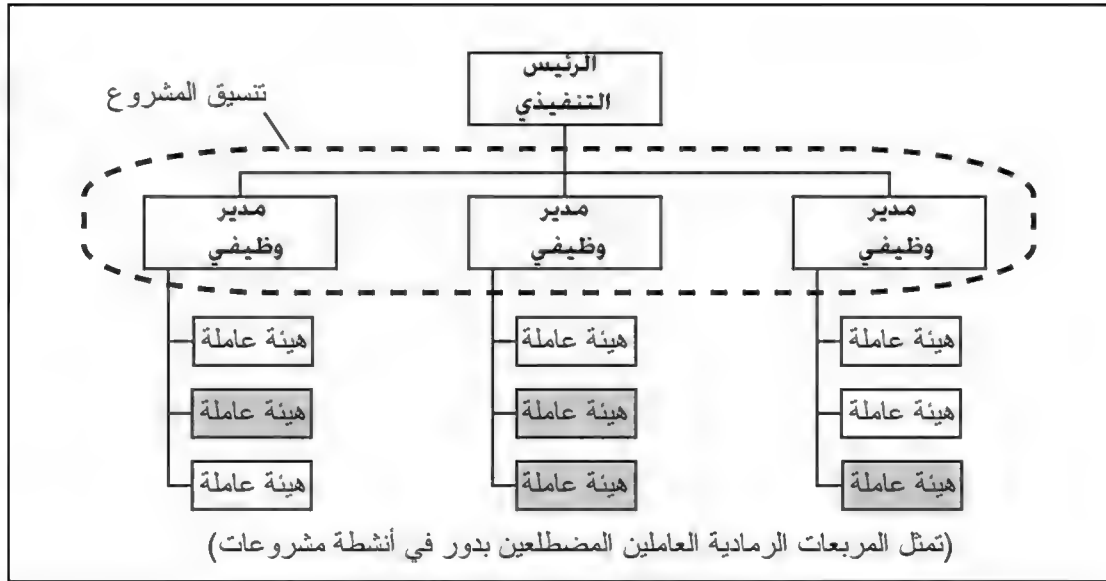 الرئيس
التنفيذي
تنسيق المشروع
مدير
وظيفي
مدير
وظيفي
مدير
وظيفي
هيئة عاملة
هيئة عاملة
هيئة عاملة
هيئة عاملة
هيئة عاملة
هيئة عاملة
هيئة عاملة
هيئة عاملة
هيئة عاملة
(تمثل المربعات الرمادية العاملين المضطلعين بدور في أنشطة مشروعات)